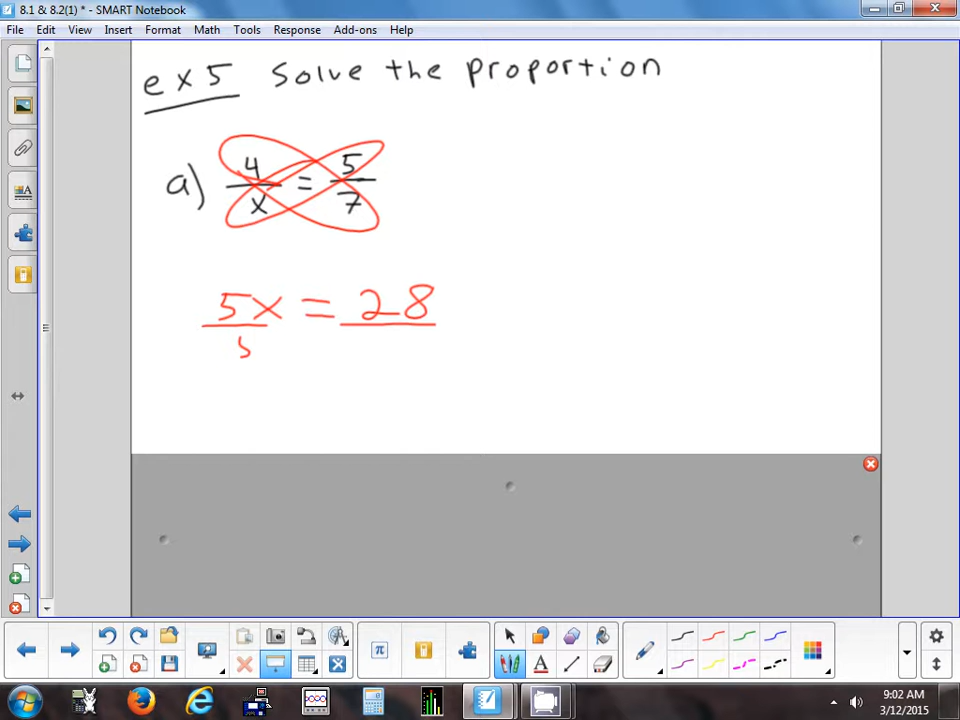 8.1 & 8.2(1) * - SMART Notebook
File Edit View Insert Format Math Tools Response Add-ons Help
ex 5 Solve the proportion
a) 4/x = 5/7
5x = 28
5
9:02 AM
3/12/2015